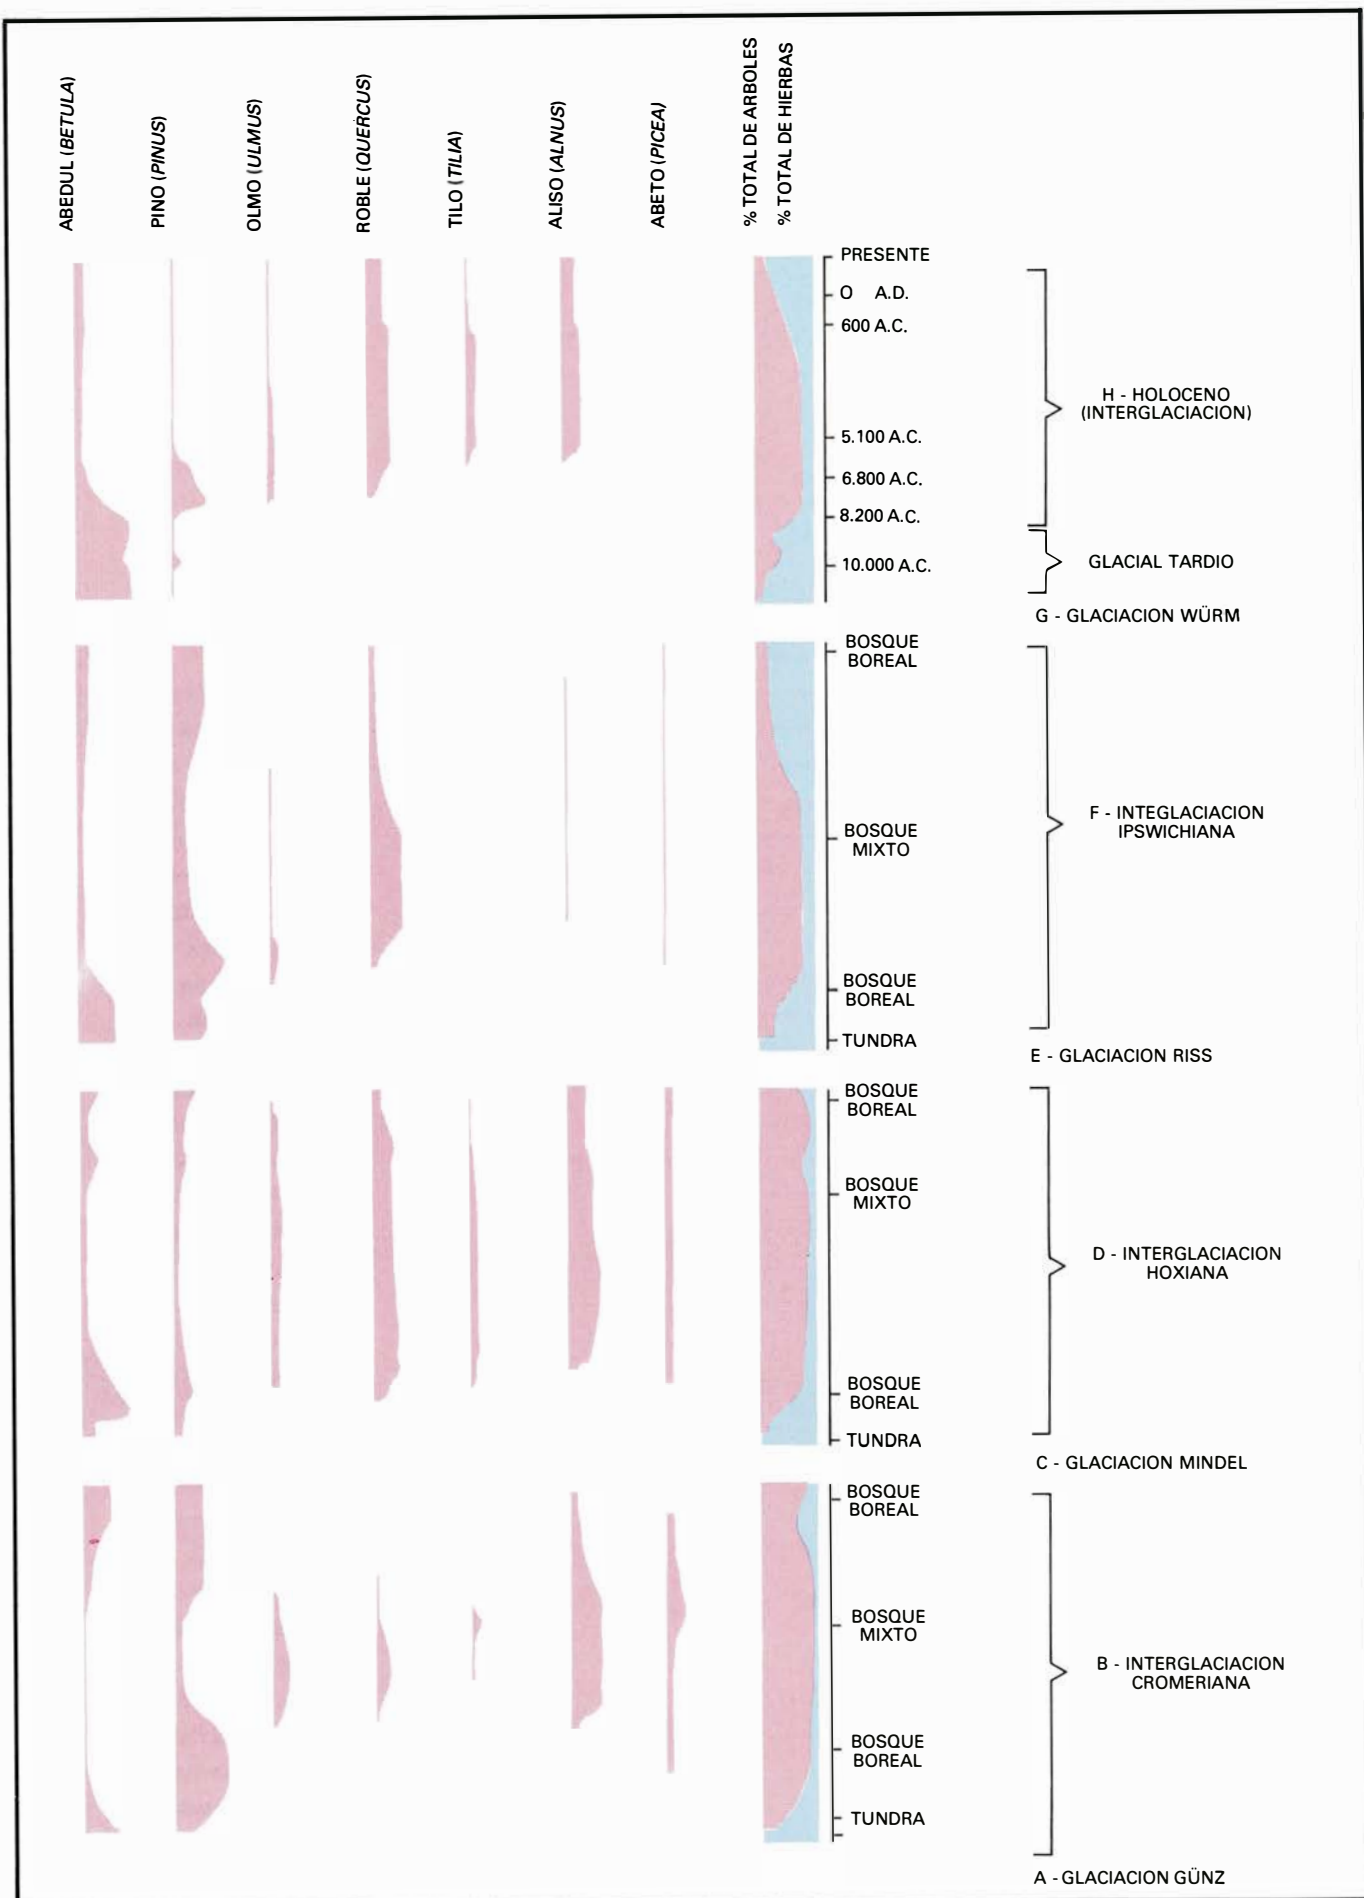 ABEDUL (BETULA)
PINO (PINUS)
OLMO (ULMUS)
ROBLE (QUERCUS)
TILO (TILIA)
ALISO (ALNUS)
ABETO (PICEA)
% TOTAL DE ARBOLES
% TOTAL DE HIERBAS
PRESENTE
O A.D.
600 A.C.
5.100 A.C.
6.800 A.C.
8.200 A.C.
10.000 A.C.
H - HOLOCENO
(INTERGLACIACION)
GLACIAL TARDIO
G - GLACIACION WÜRM
BOSQUE
BOREAL
BOSQUE
MIXTO
BOSQUE
BOREAL
TUNDRA
F - INTEGLACIACION
IPSWICHIANA
E - GLACIACION RISS
BOSQUE
BOREAL
BOSQUE
MIXTO
BOSQUE
BOREAL
TUNDRA
D - INTERGLACIACION
HOXIANA
C - GLACIACION MINDEL
BOSQUE
BOREAL
BOSQUE
MIXTO
BOSQUE
BOREAL
TUNDRA
B - INTERGLACIACION
CROMERIANA
A - GLACIACION GÜNZ